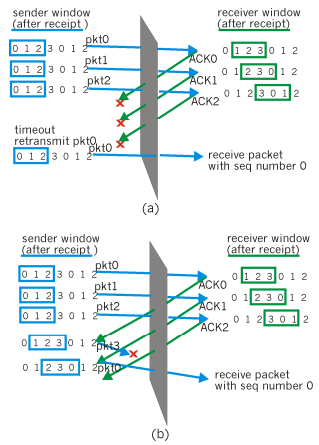 sender window receiver window
(after receipt) (after receipt)
pkt0
0 1 2 3 0 1 2 0 1 2 3 0 1 2
pkt1 ACK0
0 1 2 3 0 1 2 0 1 2 3 0 1 2
pkt2 ACK1
0 1 2 3 0 1 2 0 1 2 3 0 1 2
ACK2
timeout
retransmit pkt0
pkt0
0 1 2 3 0 1 2 receive packet
with seq number 0
(a)
sender window receiver window
(after receipt ) (after receipt)
pkt0
0 1 2 3 0 1 2 0 1 2 3 0 1 2
pkt1 ACK0
0 1 2 3 0 1 2 0 1 2 3 0 1 2
pkt2 ACK1
0 1 2 3 0 1 2 0 1 2 3 0 1 2
ACK2
0 1 2 3 0 1 2
pkt3
0 1 2 3 0 1 2
pkt0
receive packet
with seq number 0
(b)